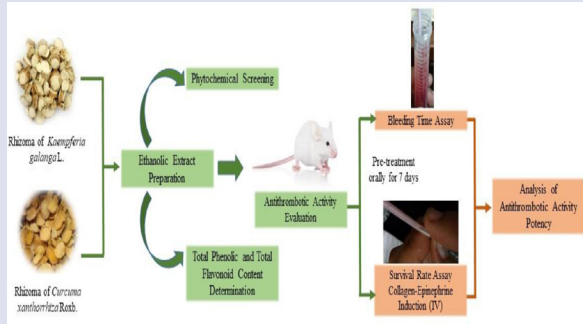 Rhizoma of Kaempferia
galanga L.
Rhizoma of Curcuma
xanthorrhiza Roxb.
Ethanolic Extract
Preparation
Phytochemical Screening
Total Phenolic and Total
Flavonoid Content
Determination
Antithrombotic Activity
Evaluation
Pre-treatment
orally for 7 days
Bleeding Time Assay
Survival Rate Assay
Collagen-Epinephrine
Induction (IV)
Analysis of
Antithrombotic Activity
Potency